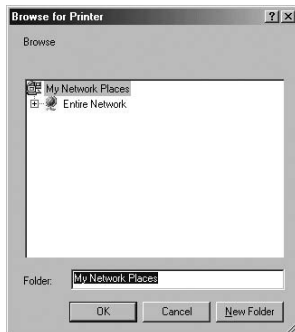 Browse for Printer
Browse
My Network Places
Entire Network
Folder: My Network Places
OK Cancel New Folder